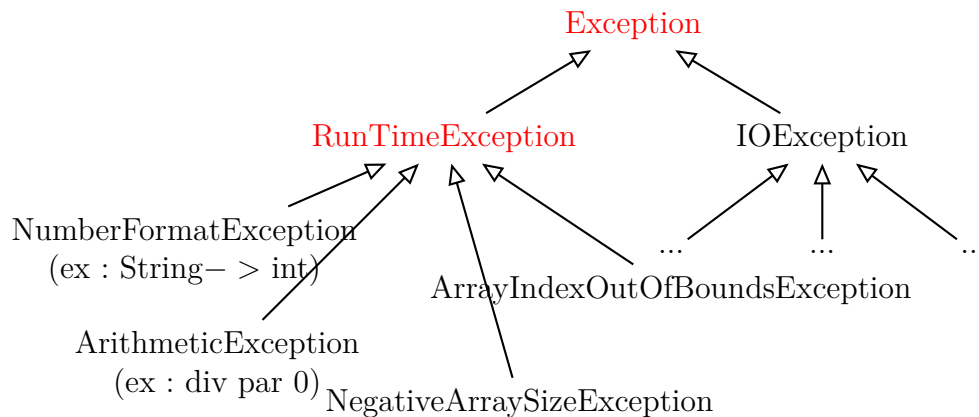 Exception
RunTimeException
IOException
NumberFormatException
(ex : String− > int)
...
...
..
ArrayIndexOutOfBoundsException
ArithmeticException
(ex : div par 0)
NegativeArraySizeException